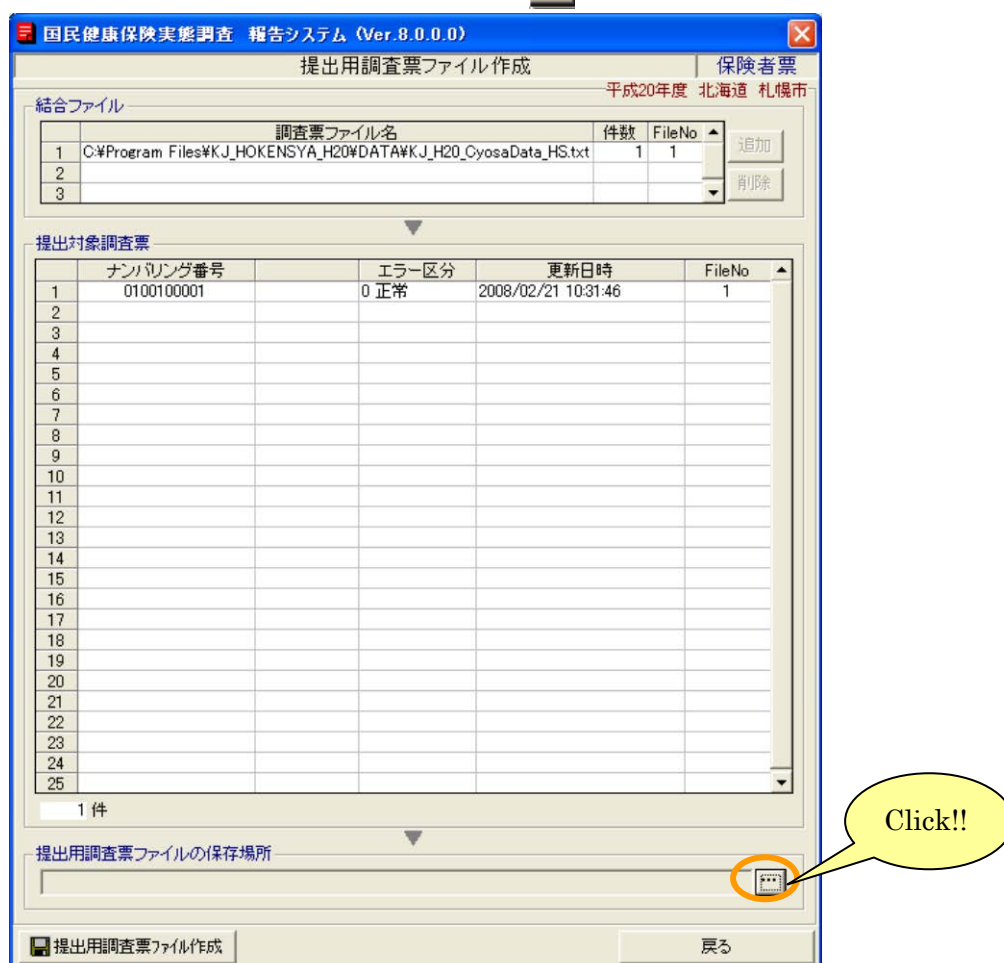 国民健康保険実態調査 報告システム (Ver.8.0.0.0)
提出用調査票ファイル作成 保険者票
平成20年度 北海道 札幌市
結合ファイル
調査票ファイル名 件数 FileNo
1 C:¥Program Files¥KJ_HOKENSYA_H20¥DATA¥KJ_H20_CyosaData_HS.txt 1 1
追加
2
削除
3
提出対象調査票
ナンバリング番号 エラー区分 更新日時 FileNo
1 0100100001 0 正常 2008/02/21 10:31:46 1
2
3
4
5
6
7
8
9
10
11
12
13
14
15
16
17
18
19
20
21
22
23
24
25
1 件
Click!!
提出用調査票ファイルの保存場所
...
提出用調査票ファイル作成 戻る